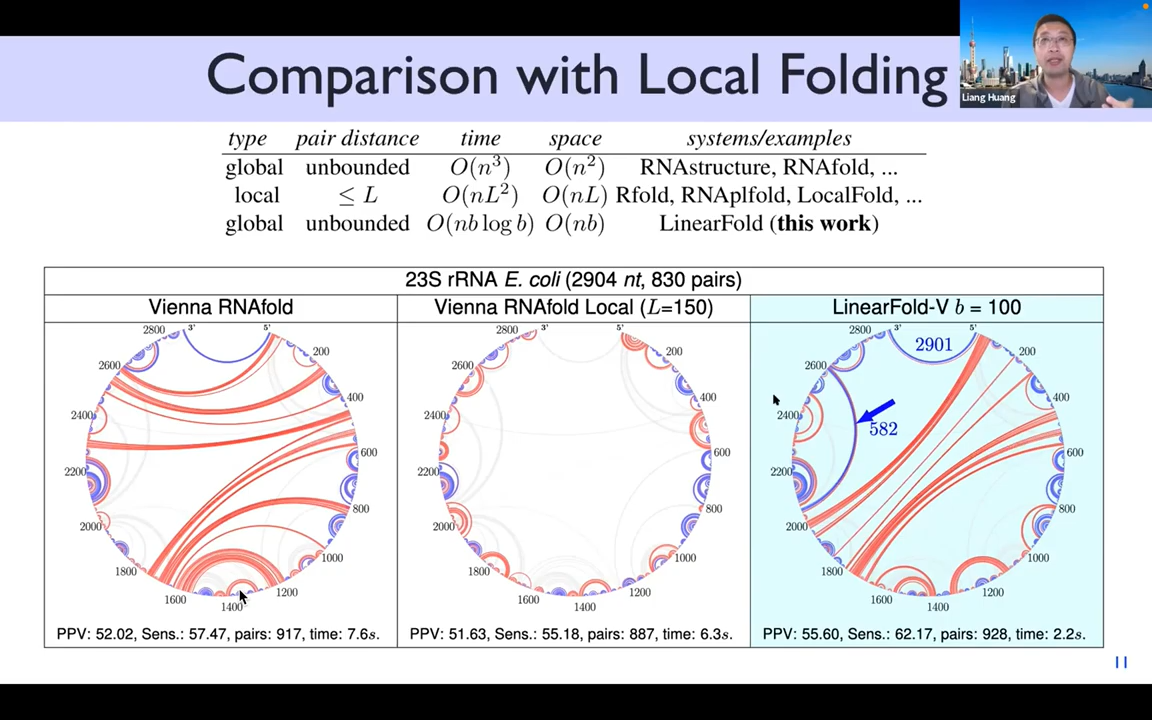 Comparison with Local Folding
Liang Huang
type pair distance time space systems/examples
global unbounded O(n³) O(n²) RNAstructure, RNAfold, ...
local ≤ L O(nL²) O(nL) Rfold, RNAplfold, LocalFold, ...
global unbounded O(nb log b) O(nb) LinearFold (this work)
23S rRNA E. coli (2904 nt, 830 pairs)
Vienna RNAfold
2800 3' 5'
2600 200
2400 400
2200 600
2000 800
1800 1000
1600 1400 1200
PPV: 52.02, Sens.: 57.47, pairs: 917, time: 7.6s.
Vienna RNAfold Local (L=150)
2800 3' 5'
2600 200
2400 400
2200 600
2000 800
1800 1000
1600 1400 1200
PPV: 51.63, Sens.: 55.18, pairs: 887, time: 6.3s.
LinearFold-V b = 100
2800 3' 5'
2901
2600 200
2400 400
582
2200 600
2000 800
1800 1000
1600 1400 1200
PPV: 55.60, Sens.: 62.17, pairs: 928, time: 2.2s.
11